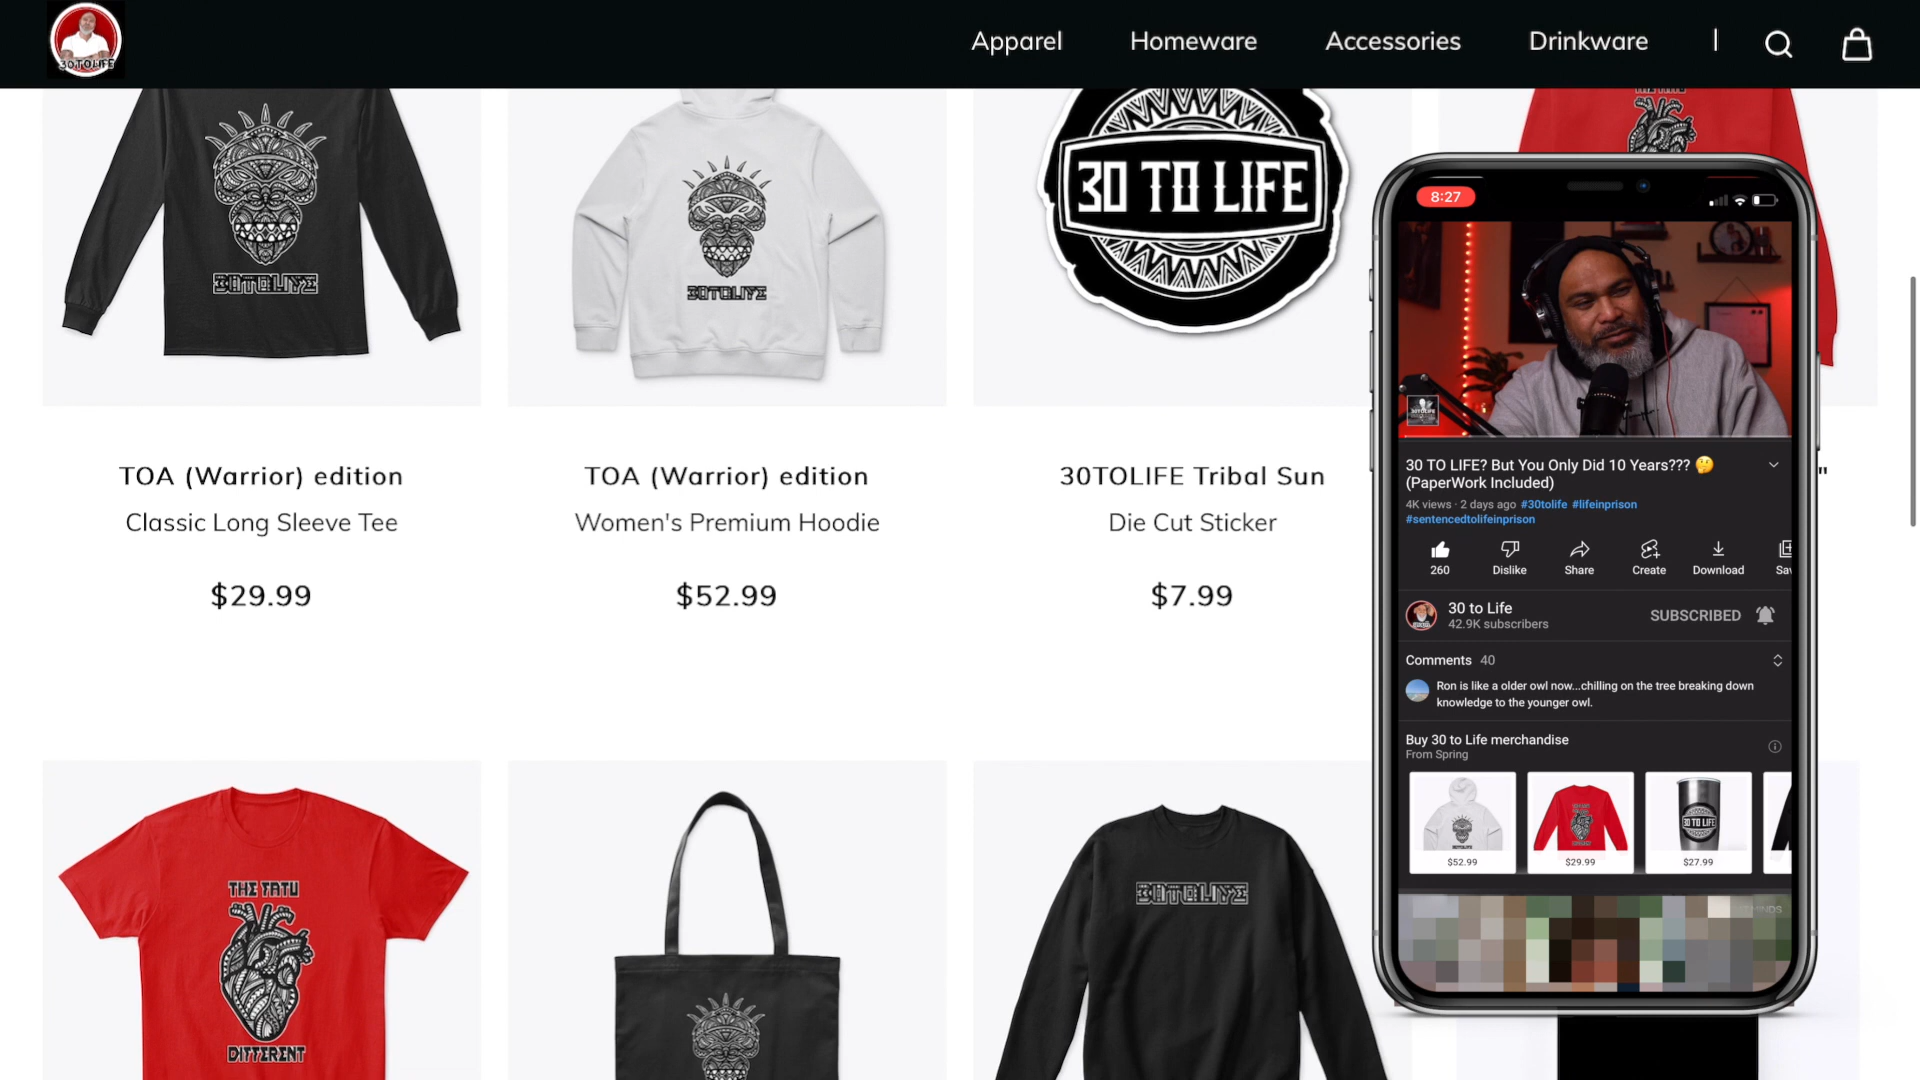 30TOLIFE
Apparel
Homeware
Accessories
Drinkware
30TOLIFE
30TOLIFE
30 TO LIFE
TOA (Warrior) edition
Classic Long Sleeve Tee
$29.99
TOA (Warrior) edition
Women's Premium Hoodie
$52.99
30TOLIFE Tribal Sun
Die Cut Sticker
$7.99
"
THE TATU
DIFFERENT
30TOLIFE
8:27
30 TO LIFE? But You Only Did 10 Years??? 🤔
(PaperWork Included)
4K views · 2 days ago #30tolife #lifeinprison
#sentencedtolifeinprison
260
Dislike
Share
Create
Download
Sav
30 to Life
42.9K subscribers
SUBSCRIBED
Comments 40
Ron is like a older owl now...chilling on the tree breaking down
knowledge to the younger owl.
Buy 30 to Life merchandise
From Spring
30 TO LIFE
$52.99
$29.99
$27.99